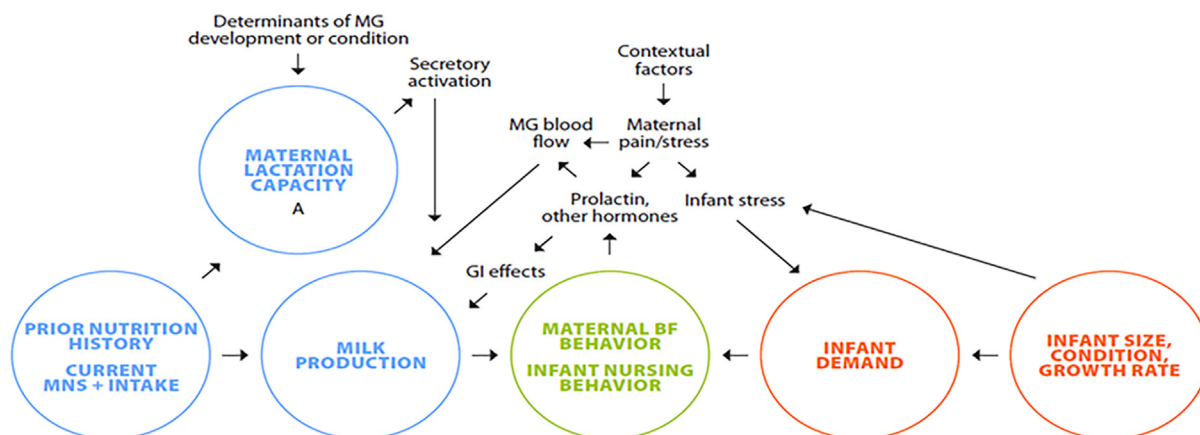 Determinants of MG
development or condition
Secretory
activation
Contextual
factors
MG blood
flow
Maternal
pain/stress
MATERNAL
LACTATION
CAPACITY
A
Prolactin,
other hormones
Infant stress
GI effects
PRIOR NUTRITION
HISTORY
CURRENT
MNS + INTAKE
MILK
PRODUCTION
MATERNAL BF
BEHAVIOR
INFANT NURSING
BEHAVIOR
INFANT
DEMAND
INFANT SIZE,
CONDITION,
GROWTH RATE